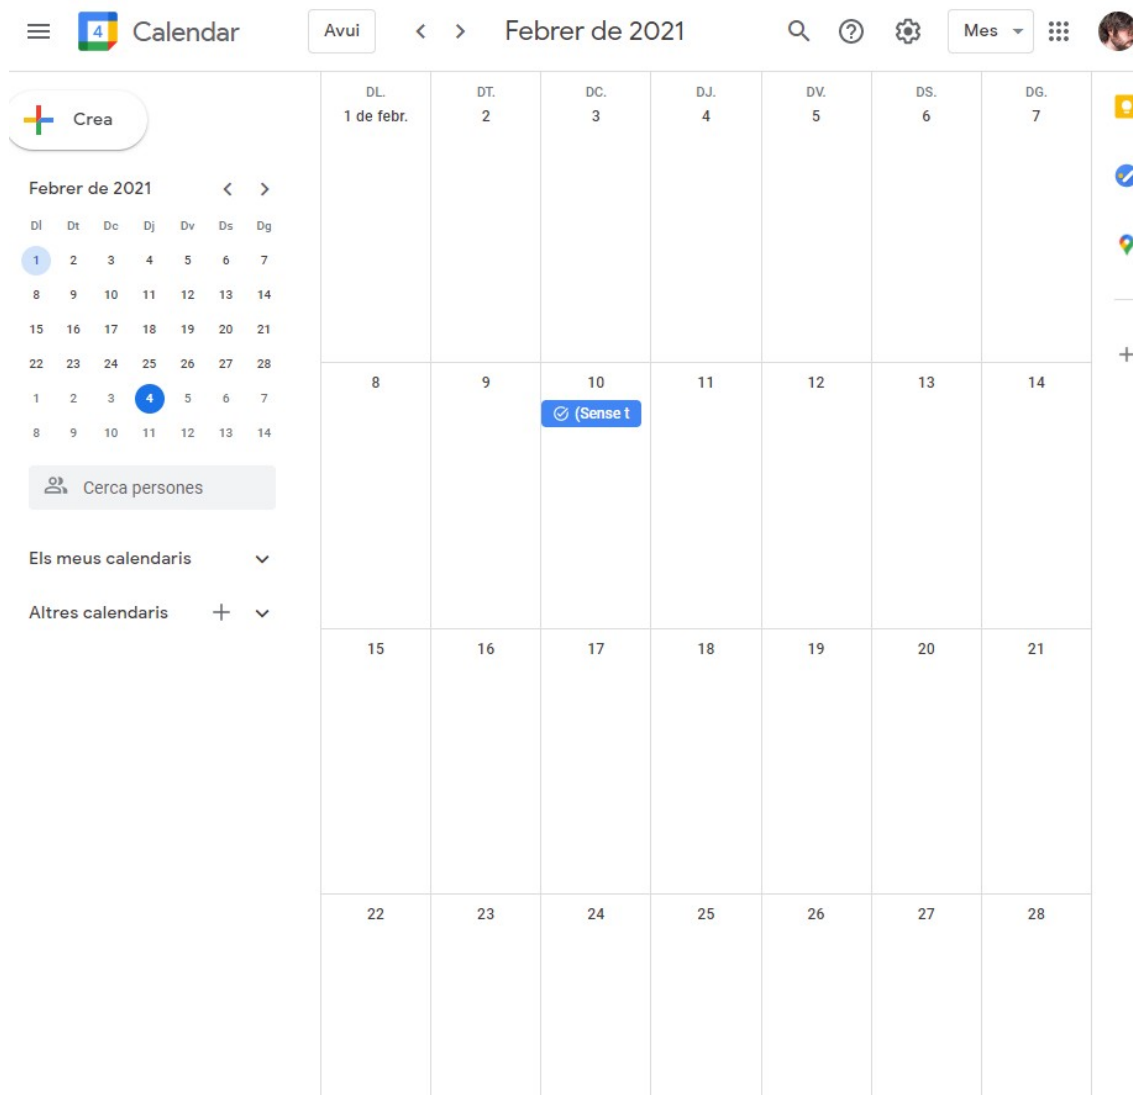 4 Calendar Avui Febrer de 2021 Mes
Crea
Febrer de 2021
Dl Dt Dc Dj Dv Ds Dg
1 2 3 4 5 6 7
8 9 10 11 12 13 14
15 16 17 18 19 20 21
22 23 24 25 26 27 28
1 2 3 4 5 6 7
8 9 10 11 12 13 14
Cerca persones
Els meus calendaris
Altres calendaris
DL. DT. DC. DJ. DV. DS. DG.
1 de febr. 2 3 4 5 6 7
8 9 10 11 12 13 14
(Sense t
15 16 17 18 19 20 21
22 23 24 25 26 27 28